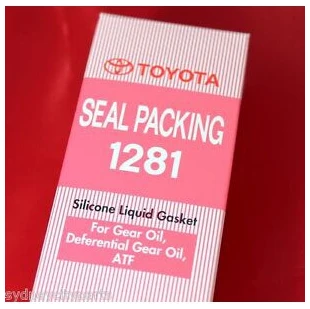 TOYOTA
SEAL PACKING
1281
Silicone Liquid Gasket
For Gear Oil,
Deferential Gear Oil,
ATF